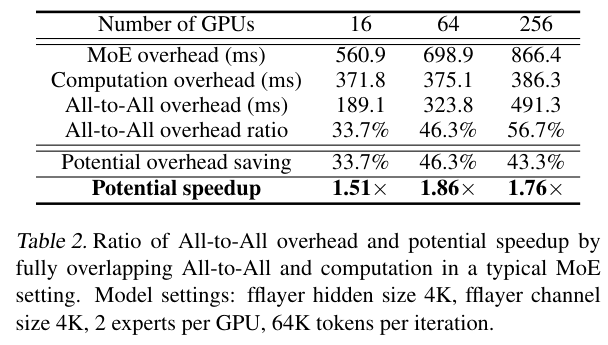 Number of GPUs 16 64 256
MoE overhead (ms) 560.9 698.9 866.4
Computation overhead (ms) 371.8 375.1 386.3
All-to-All overhead (ms) 189.1 323.8 491.3
All-to-All overhead ratio 33.7% 46.3% 56.7%
Potential overhead saving 33.7% 46.3% 43.3%
Potential speedup 1.51× 1.86× 1.76×
Table 2. Ratio of All-to-All overhead and potential speedup by
fully overlapping All-to-All and computation in a typical MoE
setting. Model settings: fflayer hidden size 4K, fflayer channel
size 4K, 2 experts per GPU, 64K tokens per iteration.